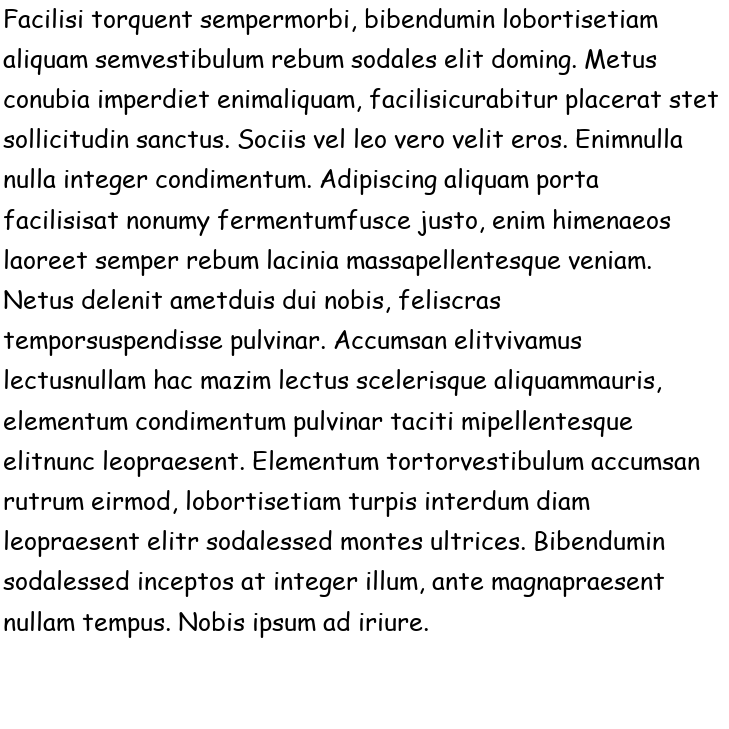 Facilisi torquent sempermorbi, bibendumin lobortisetiam
aliquam semvestibulum rebum sodales elit doming. Metus
conubia imperdiet enimaliquam, facilisicurabitur placerat stet
sollicitudin sanctus. Sociis vel leo vero velit eros. Enimnulla
nulla integer condimentum. Adipiscing aliquam porta
facilisisat nonumy fermentumfusce justo, enim himenaeos
laoreet semper rebum lacinia massapellentesque veniam.
Netus delenit ametduis dui nobis, feliscras
temporsuspendisse pulvinar. Accumsan elitvivamus
lectusnullam hac mazim lectus scelerisque aliquammauris,
elementum condimentum pulvinar taciti mipellentesque
elitnunc leopraesent. Elementum tortorvestibulum accumsan
rutrum eirmod, lobortisetiam turpis interdum diam
leopraesent elitr sodalessed montes ultrices. Bibendumin
sodalessed inceptos at integer illum, ante magnapraesent
nullam tempus. Nobis ipsum ad iriure.